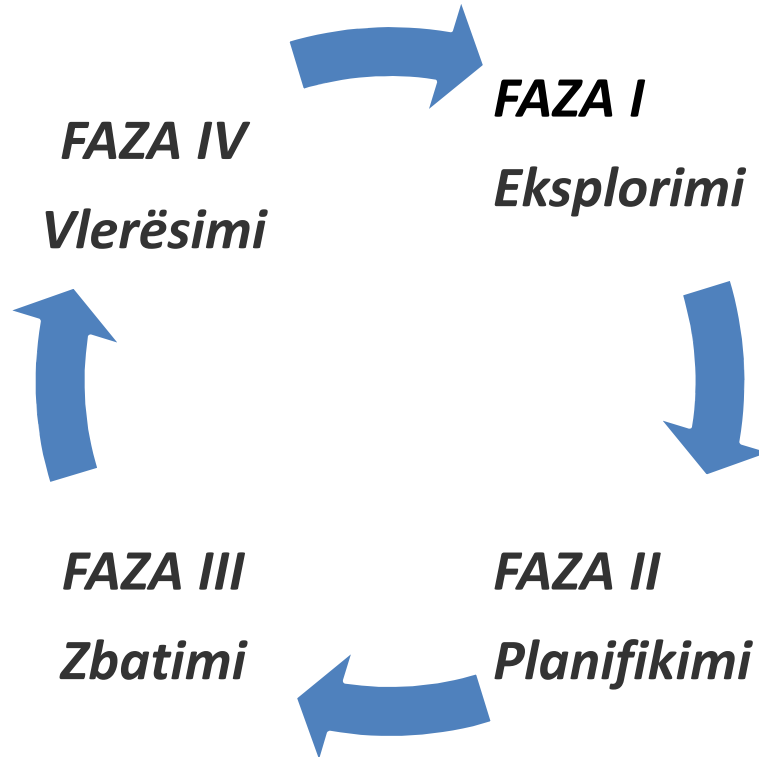 FAZA I
Eksplorimi
FAZA II
Planifikimi
FAZA III
Zbatimi
FAZA IV
Vlerësimi